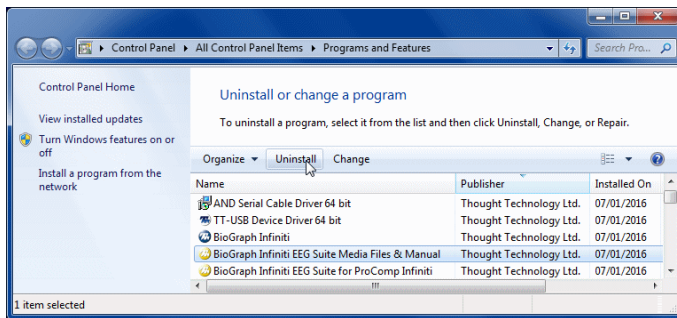 Control Panel All Control Panel Items Programs and Features Search Pro...
Control Panel Home
View installed updates
Turn Windows features on or
off
Install a program from the
network
Uninstall or change a program
To uninstall a program, select it from the list and then click Uninstall, Change, or Repair.
Organize Uninstall Change
Name Publisher Installed On
AND Serial Cable Driver 64 bit Thought Technology Ltd. 07/01/2016
TT-USB Device Driver 64 bit Thought Technology Ltd. 07/01/2016
BioGraph Infiniti Thought Technology Ltd. 07/01/2016
BioGraph Infiniti EEG Suite Media Files & Manual Thought Technology Ltd. 07/01/2016
BioGraph Infiniti EEG Suite for ProComp Infiniti Thought Technology Ltd. 07/01/2016
1 item selected